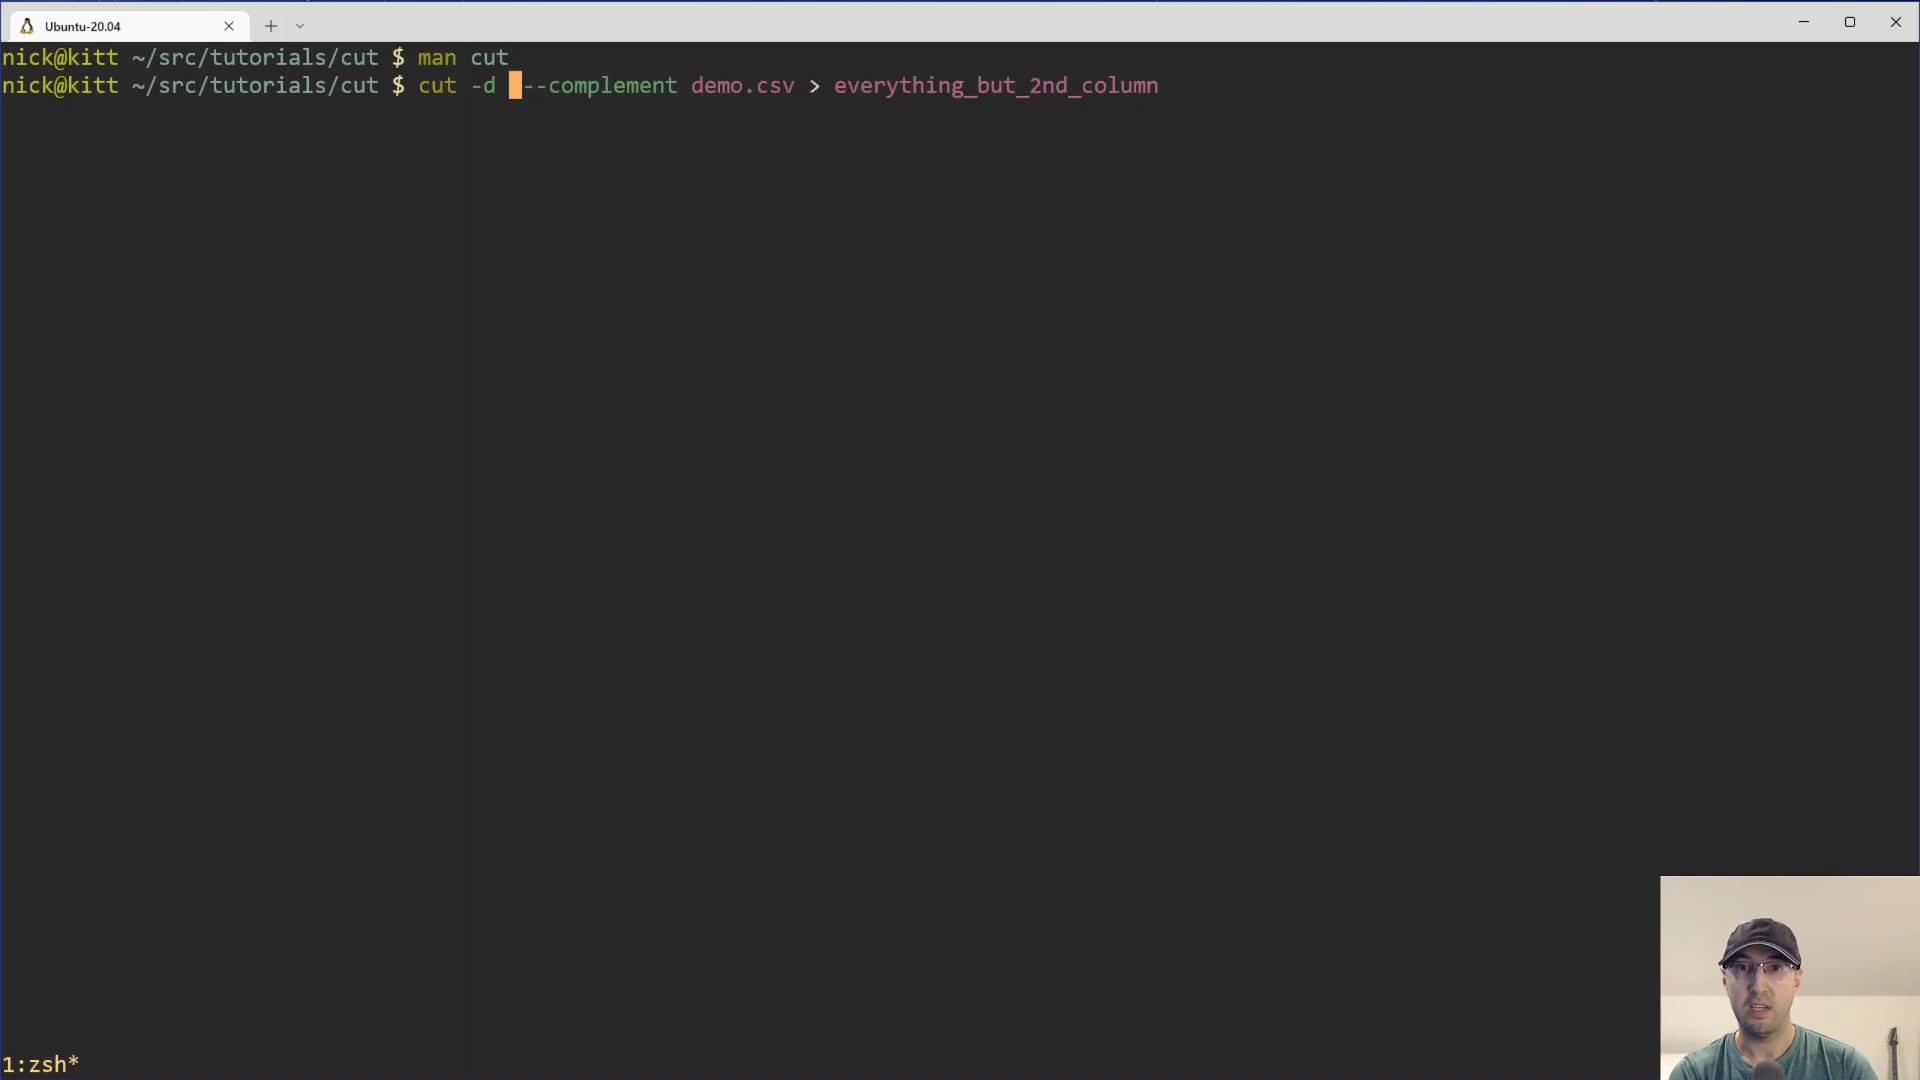 Ubuntu-20.04
nick@kitt ~/src/tutorials/cut $ man cut
nick@kitt ~/src/tutorials/cut $ cut -d --complement demo.csv > everything_but_2nd_column
1:zsh*